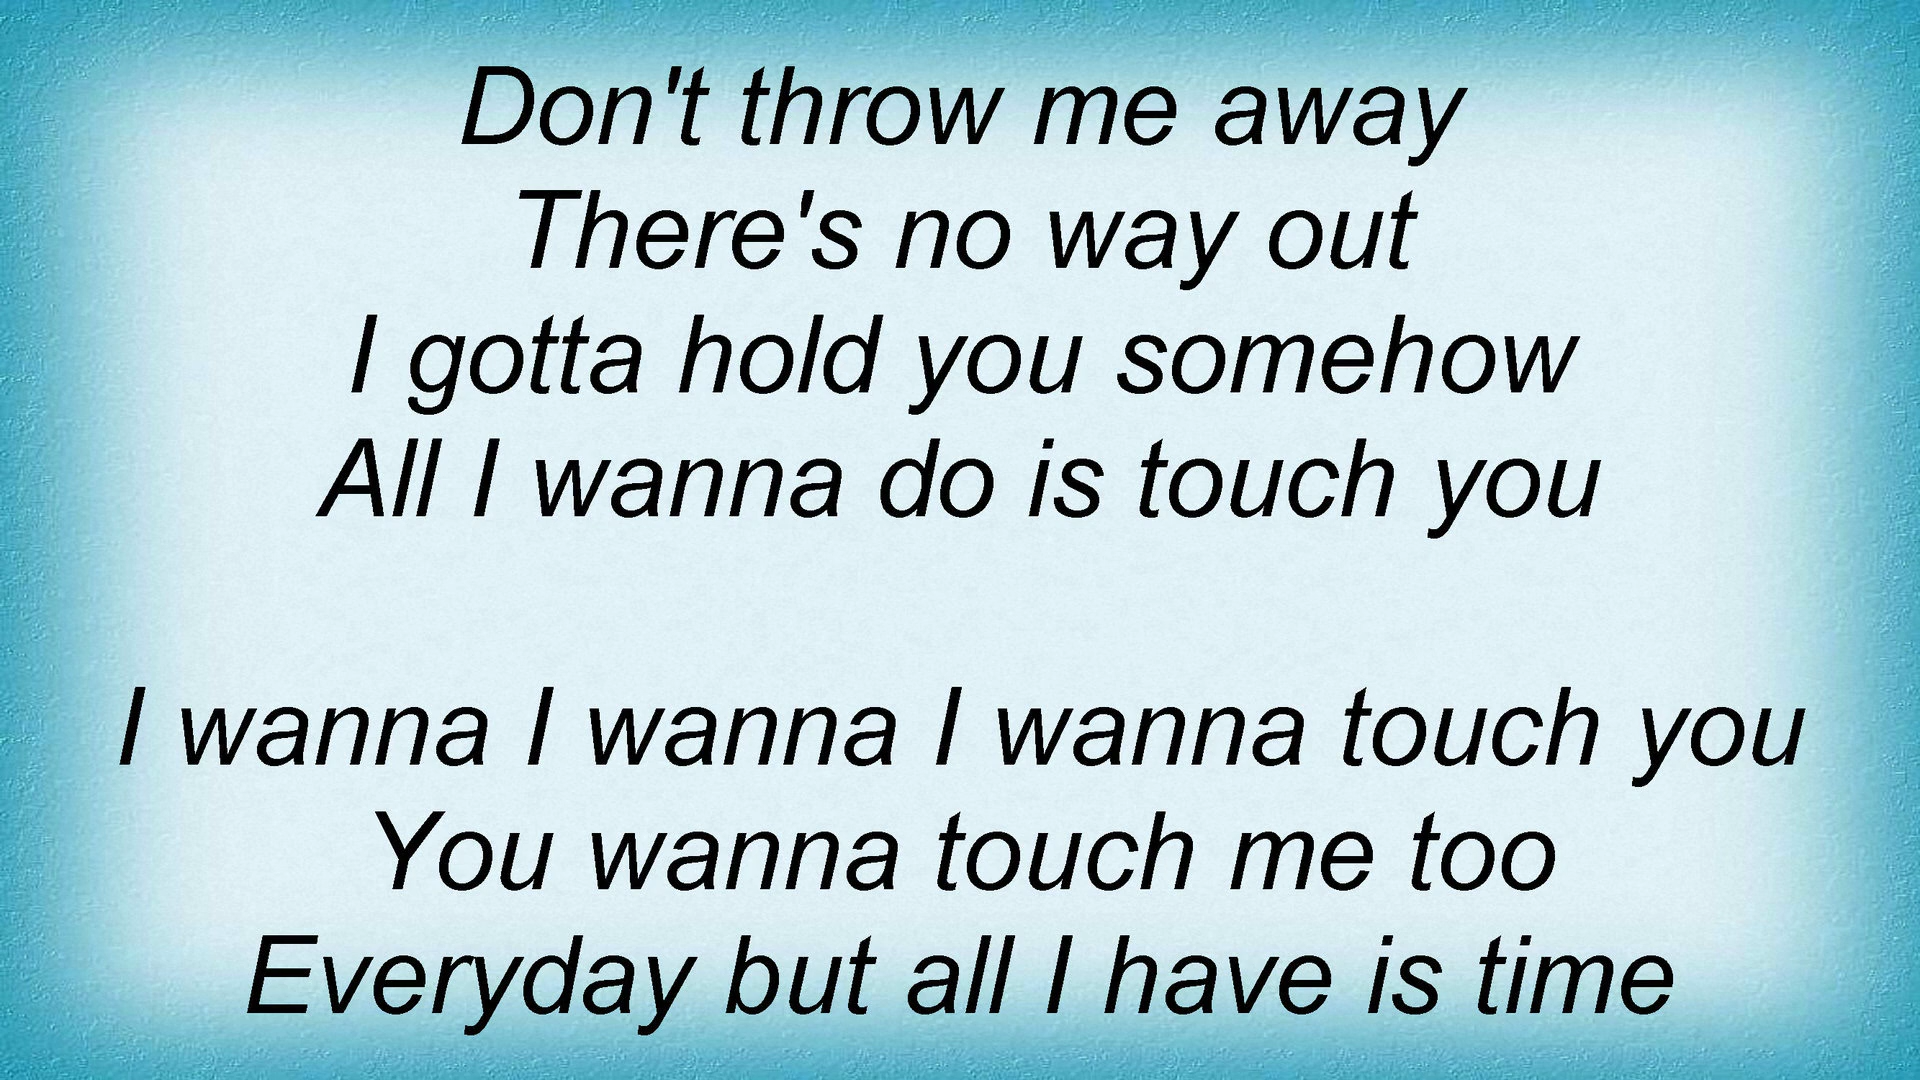 Don't throw me away
There's no way out
I gotta hold you somehow
All I wanna do is touch you
I wanna I wanna I wanna touch you
You wanna touch me too
Everyday but all I have is time